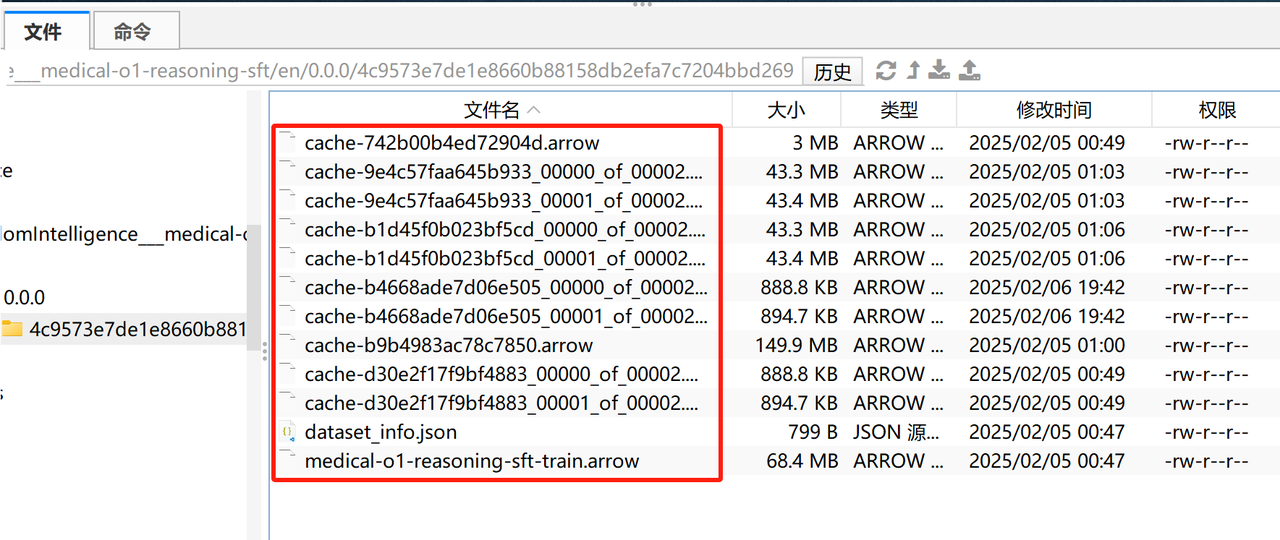 文件 命令
e___medical-o1-reasoning-sft/en/0.0.0/4c9573e7de1e8660b88158db2efa7c7204bbd269 历史
文件名 大小 类型 修改时间 权限
cache-742b00b4ed72904d.arrow 3 MB ARROW ... 2025/02/05 00:49 -rw-r--r--
cache-9e4c57faa645b933_00000_of_00002.... 43.3 MB ARROW ... 2025/02/05 01:03 -rw-r--r--
cache-9e4c57faa645b933_00001_of_00002.... 43.4 MB ARROW ... 2025/02/05 01:03 -rw-r--r--
cache-b1d45f0b023bf5cd_00000_of_00002.... 43.3 MB ARROW ... 2025/02/05 01:06 -rw-r--r--
cache-b1d45f0b023bf5cd_00001_of_00002.... 43.4 MB ARROW ... 2025/02/05 01:06 -rw-r--r--
cache-b4668ade7d06e505_00000_of_00002... 888.8 KB ARROW ... 2025/02/06 19:42 -rw-r--r--
cache-b4668ade7d06e505_00001_of_00002... 894.7 KB ARROW ... 2025/02/06 19:42 -rw-r--r--
cache-b9b4983ac78c7850.arrow 149.9 MB ARROW ... 2025/02/05 01:00 -rw-r--r--
cache-d30e2f17f9bf4883_00000_of_00002.... 888.8 KB ARROW ... 2025/02/05 00:49 -rw-r--r--
cache-d30e2f17f9bf4883_00001_of_00002.... 894.7 KB ARROW ... 2025/02/05 00:49 -rw-r--r--
dataset_info.json 799 B JSON 源... 2025/02/05 00:47 -rw-r--r--
medical-o1-reasoning-sft-train.arrow 68.4 MB ARROW ... 2025/02/05 00:47 -rw-r--r--
omIntelligence___medical-o
0.0.0
4c9573e7de1e8660b881